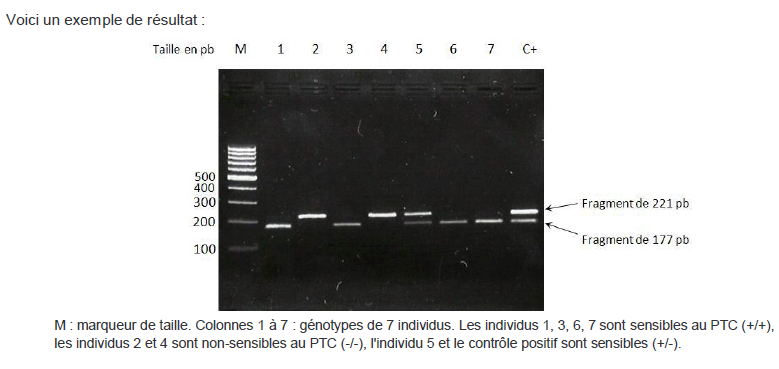 Voici un exemple de résultat :
Taille en pb M 1 2 3 4 5 6 7 C+
500
400
300
200
100
Fragment de 221 pb
Fragment de 177 pb
M : marqueur de taille. Colonnes 1 à 7 : génotypes de 7 individus. Les individus 1, 3, 6, 7 sont sensibles au PTC (+/+),
les individus 2 et 4 sont non-sensibles au PTC (-/-), l'individu 5 et le contrôle positif sont sensibles (+/-).